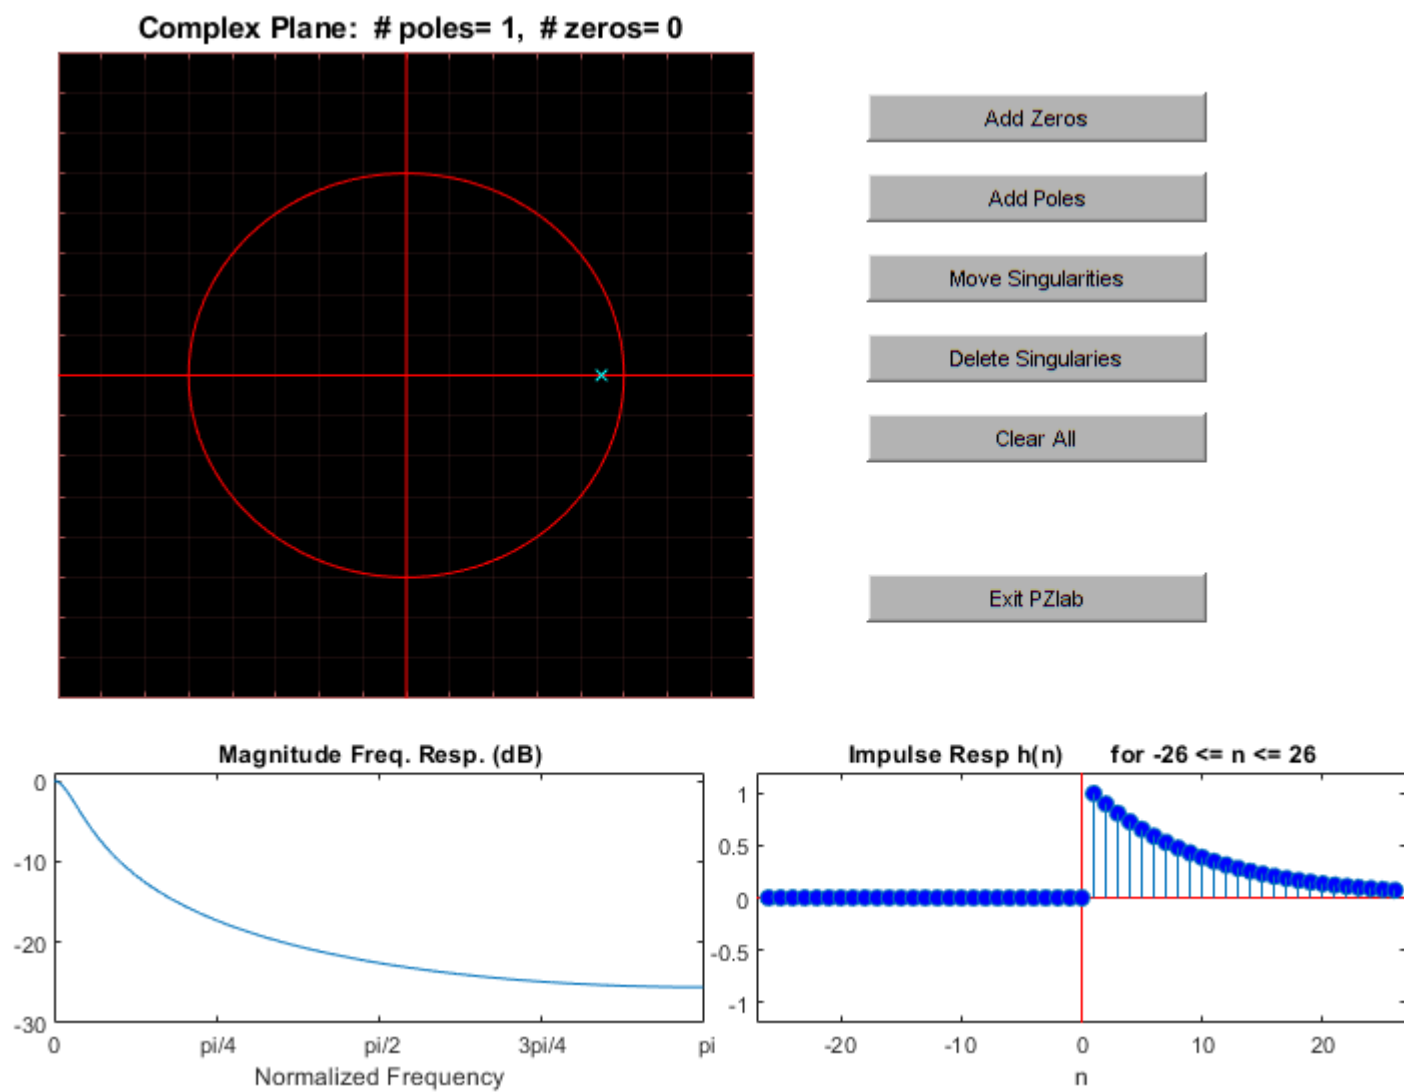 Complex Plane: # poles= 1, # zeros= 0
Add Zeros
Add Poles
Move Singularities
Delete Singularies
Clear All
Exit PZlab
Magnitude Freq. Resp. (dB)
0
-10
-20
-30
0 pi/4 pi/2 3pi/4 pi
Normalized Frequency
Impulse Resp h(n) for -26 <= n <= 26
1
0.5
0
-0.5
-1
-20 -10 0 10 20
n